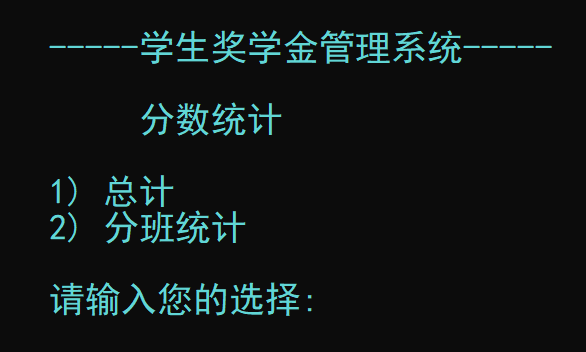 -----学生奖学金管理系统-----
分数统计
1) 总计
2) 分班统计
请输入您的选择: